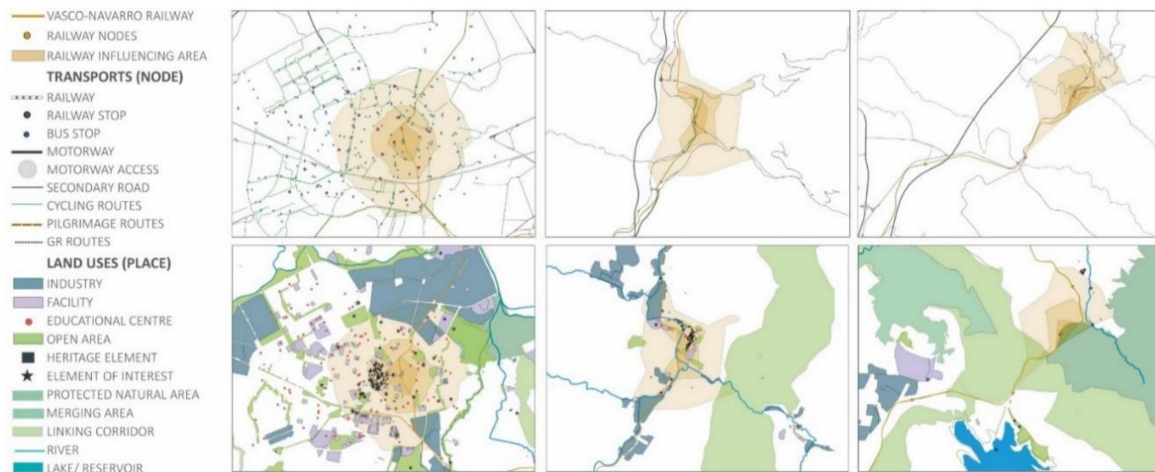 VASCO-NAVARRO RAILWAY
RAILWAY NODES
RAILWAY INFLUENCING AREA
TRANSPORTS (NODE)
RAILWAY
RAILWAY STOP
BUS STOP
MOTORWAY
MOTORWAY ACCESS
SECONDARY ROAD
CYCLING ROUTES
PILGRIMAGE ROUTES
GR ROUTES
LAND USES (PLACE)
INDUSTRY
FACILITY
EDUCATIONAL CENTRE
OPEN AREA
HERITAGE ELEMENT
ELEMENT OF INTEREST
PROTECTED NATURAL AREA
MERGING AREA
LINKING CORRIDOR
RIVER
LAKE/ RESERVOIR